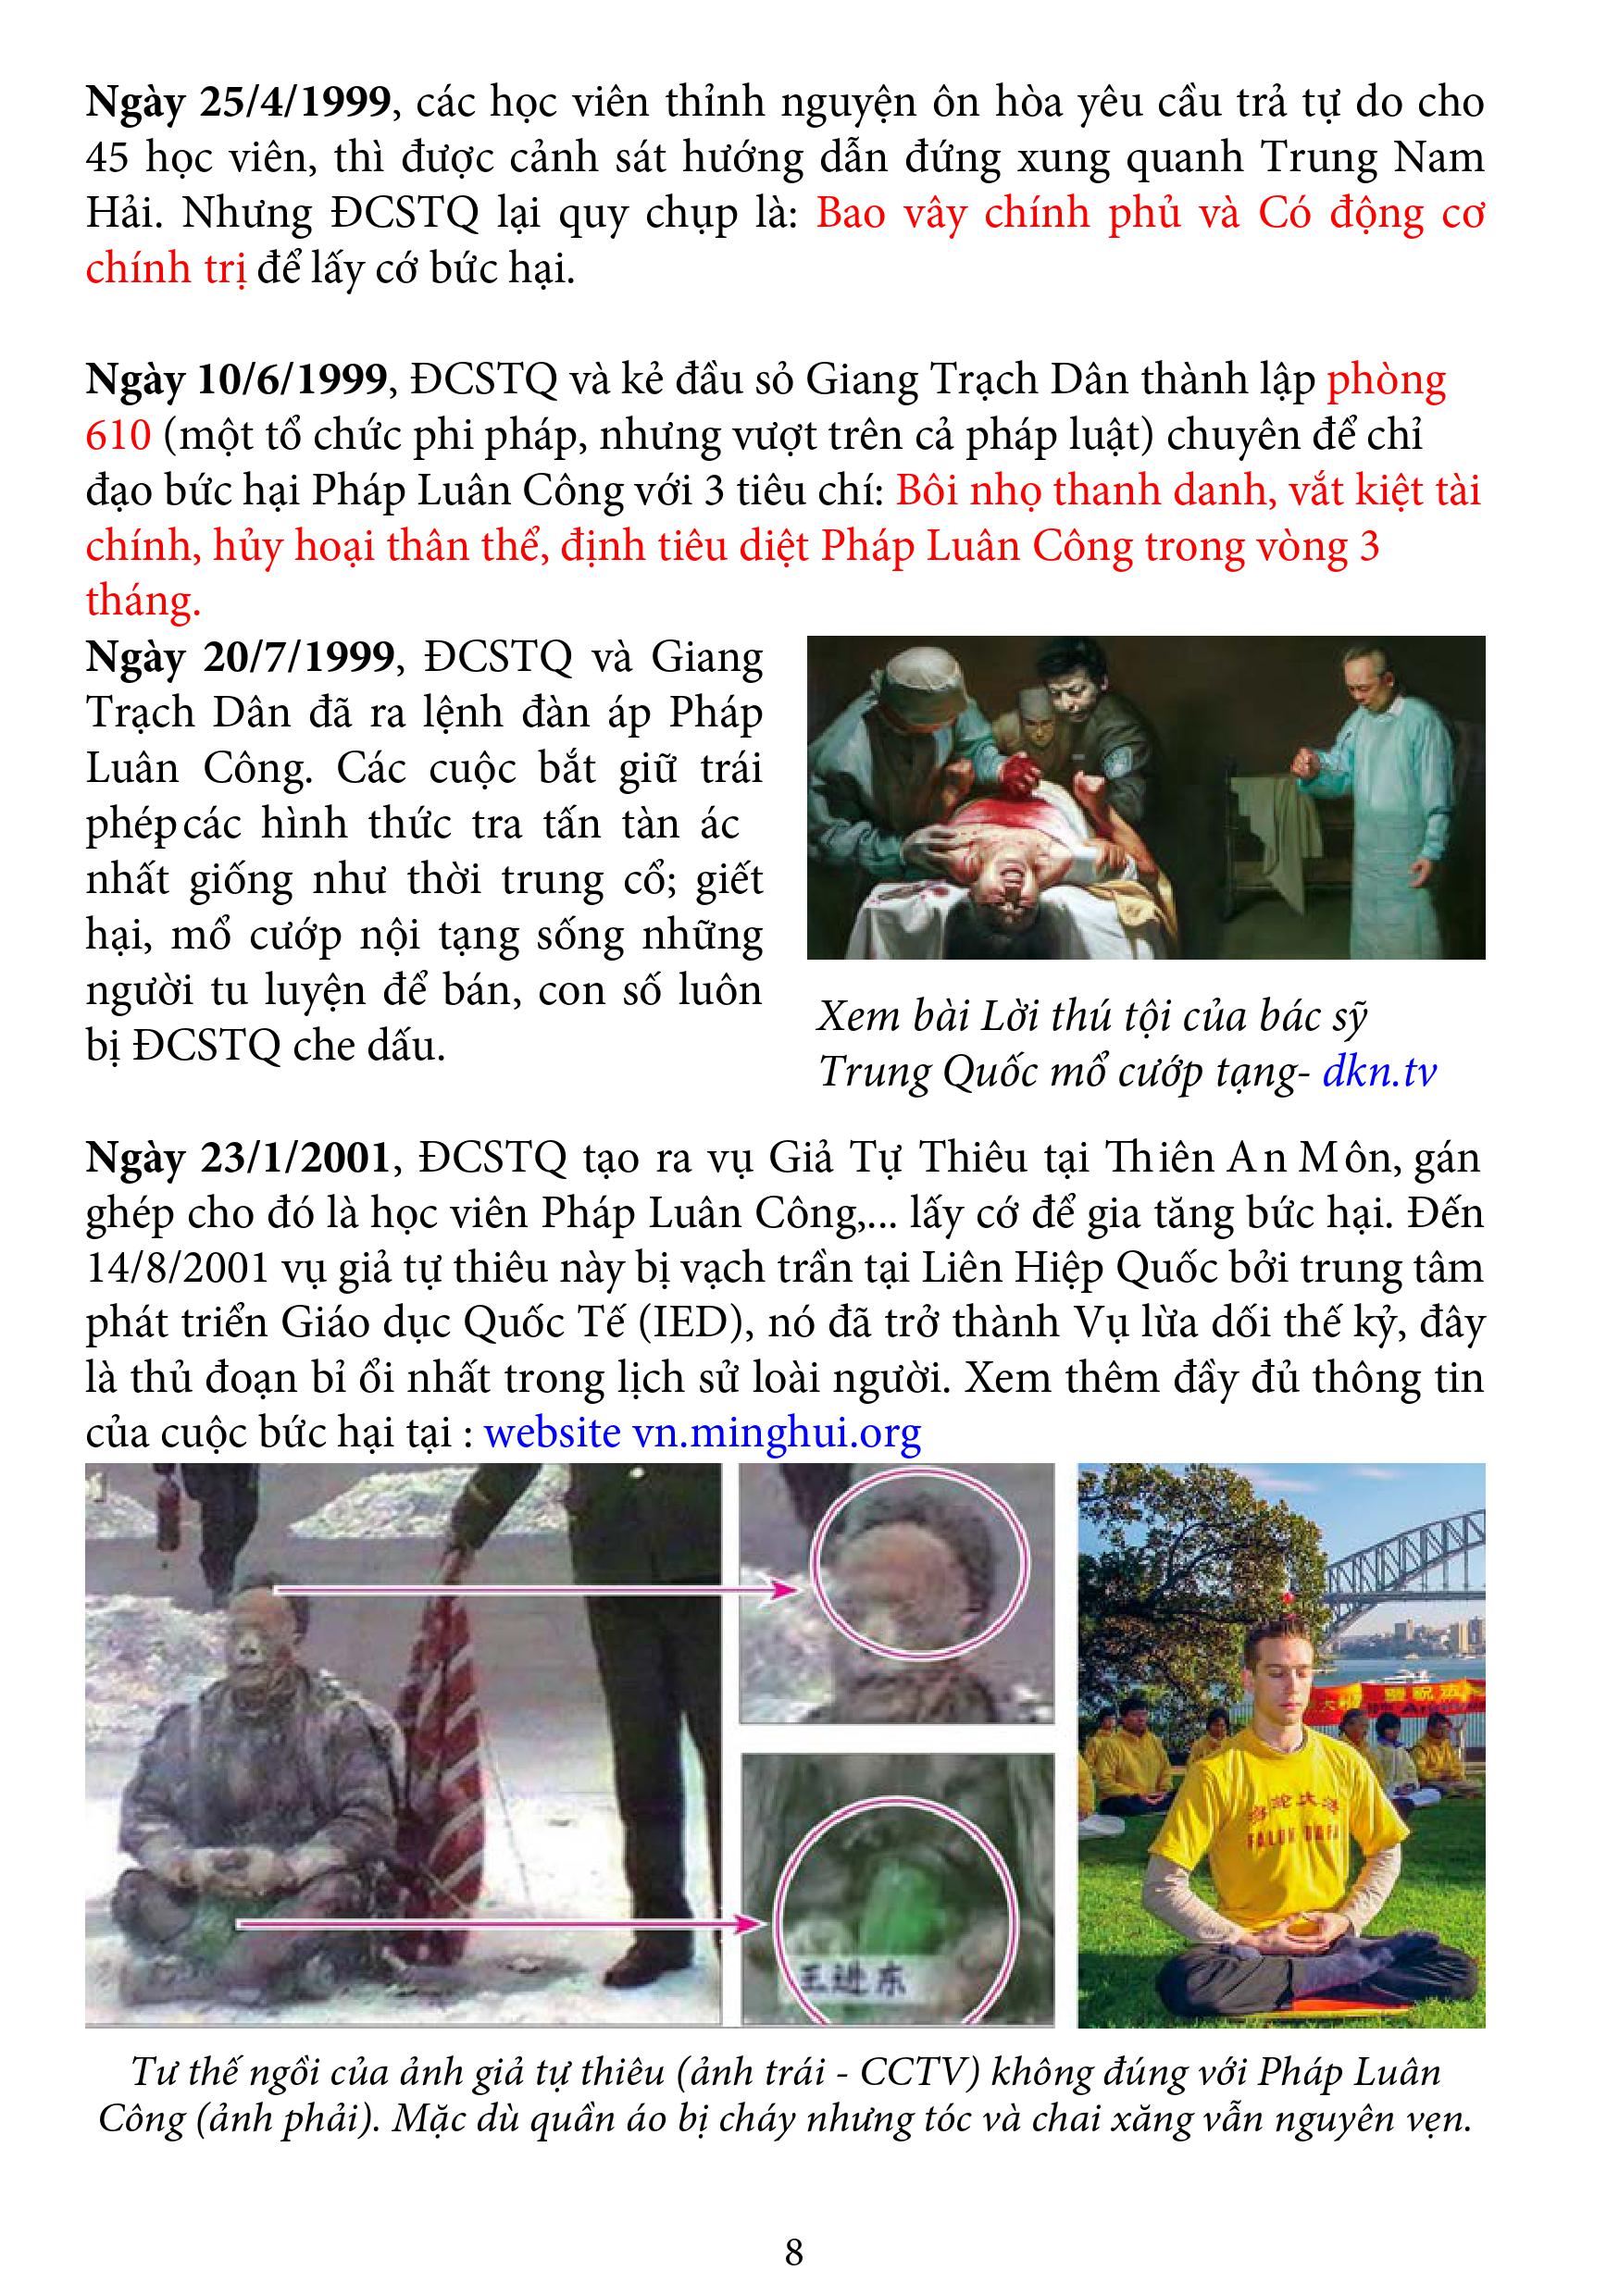 Ngày 25/4/1999, các học viên thỉnh nguyện ôn hòa yêu cầu trả tự do cho
45 học viên, thì được cảnh sát hướng dẫn đứng xung quanh Trung Nam
Hải. Nhưng ĐCSTQ lại quy chụp là: Bao vây chính phủ và Có động cơ
chính trị để lấy cớ bức hại.
Ngày 10/6/1999, ĐCSTQ và kẻ đầu sỏ Giang Trạch Dân thành lập phòng
610 (một tổ chức phi pháp, nhưng vượt trên cả pháp luật) chuyên để chỉ
đạo bức hại Pháp Luân Công với 3 tiêu chí: Bôi nhọ thanh danh, vắt kiệt tài
chính, hủy hoại thân thể, định tiêu diệt Pháp Luân Công trong vòng 3
tháng.
Ngày 20/7/1999, ĐCSTQ và Giang
Trạch Dân đã ra lệnh đàn áp Pháp
Luân Công. Các cuộc bắt giữ trái
phép, các hình thức tra tấn tàn ác
nhất giống như thời trung cổ; giết
hại, mổ cướp nội tạng sống những
người tu luyện để bán, con số luôn
bị ĐCSTQ che dấu.
Xem bài Lời thú tội của bác sỹ
Trung Quốc mổ cướp tạng- dkn.tv
Ngày 23/1/2001, ĐCSTQ tạo ra vụ Giả Tự Thiêu tại Thiên An Môn, gán
ghép cho đó là học viên Pháp Luân Công,... lấy cớ để gia tăng bức hại. Đến
14/8/2001 vụ giả tự thiêu này bị vạch trần tại Liên Hiệp Quốc bởi trung tâm
phát triển Giáo dục Quốc Tế (IED), nó đã trở thành Vụ lừa dối thế kỷ, đây
là thủ đoạn bỉ ổi nhất trong lịch sử loài người. Xem thêm đầy đủ thông tin
của cuộc bức hại tại : website vn.minghui.org
王进东
法轮大法
FALUN DAFA
Tư thế ngồi của ảnh giả tự thiêu (ảnh trái - CCTV) không đúng với Pháp Luân
Công (ảnh phải). Mặc dù quần áo bị cháy nhưng tóc và chai xăng vẫn nguyên vẹn.
8